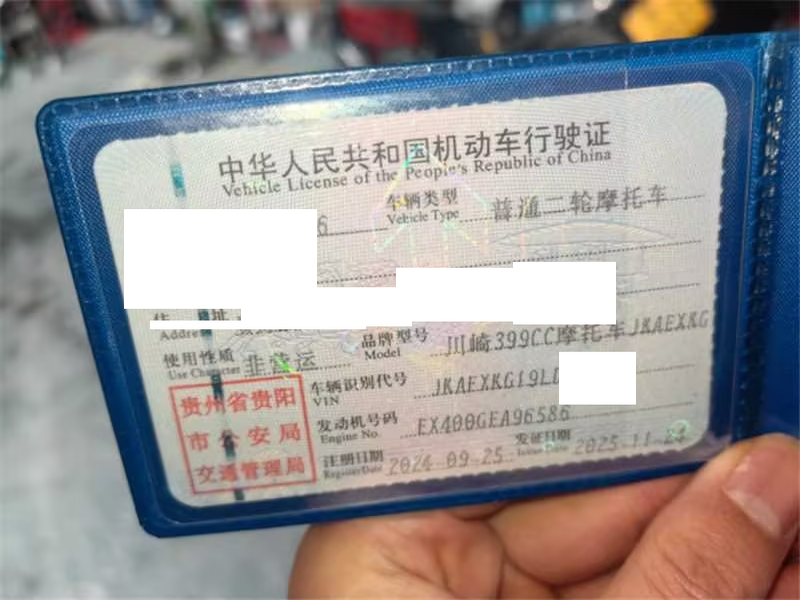 中华人民共和国机动车行驶证
Vehicle License of the People's Republic of China
6
车辆类型 普通二轮摩托车
Vehicle Type
住 址
Address
使用性质 非营运
Use Character
品牌型号 川崎399CC摩托车JKAEXKG
Model
车辆识别代号 JKAEXKG19L
VIN
发动机号码 EX400GEA96586
Engine No.
注册日期 2024-09-25
Register Date
发证日期 2025-11-24
Issue Date
贵州省贵阳
市公安局
交通管理局